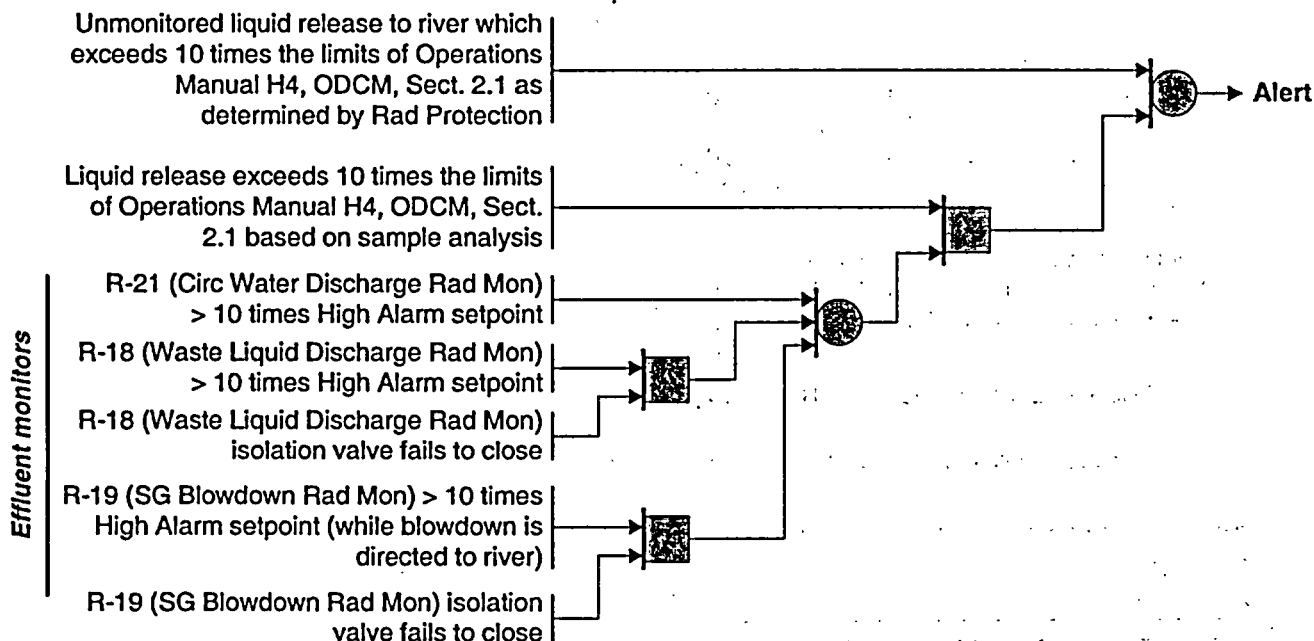 Unmonitored liquid release to river which
exceeds 10 times the limits of Operations
Manual H4, ODCM, Sect. 2.1 as
determined by Rad Protection
Alert
Liquid release exceeds 10 times the limits
of Operations Manual H4, ODCM, Sect.
2.1 based on sample analysis
Effluent monitors
R-21 (Circ Water Discharge Rad Mon)
> 10 times High Alarm setpoint
R-18 (Waste Liquid Discharge Rad Mon)
> 10 times High Alarm setpoint
R-18 (Waste Liquid Discharge Rad Mon)
isolation valve fails to close
R-19 (SG Blowdown Rad Mon) > 10 times
High Alarm setpoint (while blowdown is
directed to river)
R-19 (SG Blowdown Rad Mon) isolation
valve fails to close